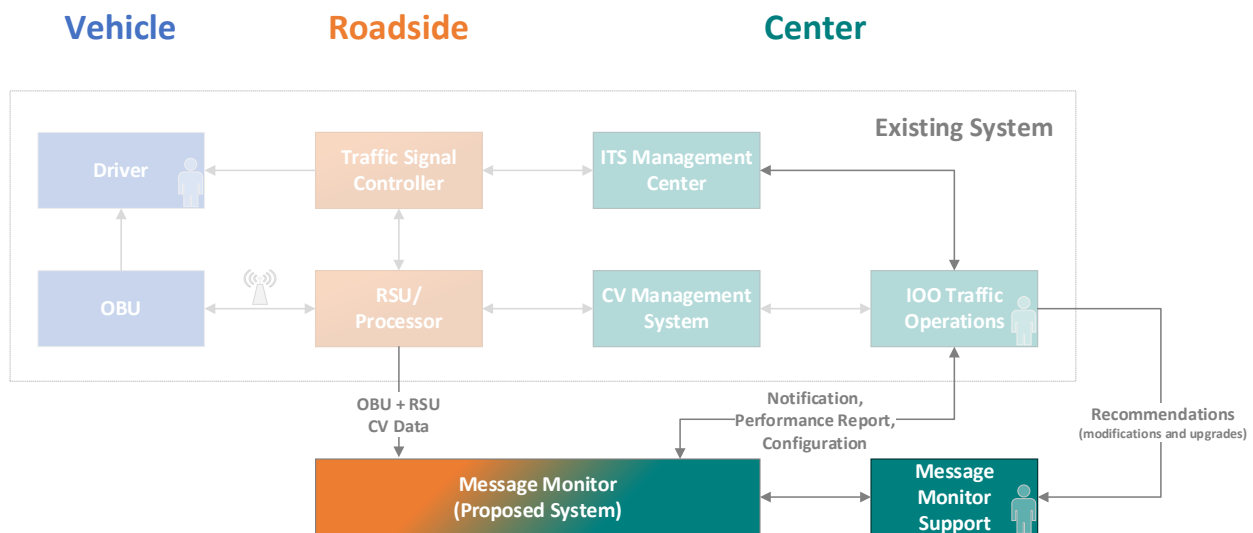 Vehicle
Roadside
Center
Existing System
Driver
Traffic Signal
Controller
ITS Management
Center
OBU
RSU/
Processor
CV Management
System
IOO Traffic
Operations
OBU + RSU
CV Data
Notification,
Performance Report,
Configuration
Recommendations
(modifications and upgrades)
Message Monitor
(Proposed System)
Message
Monitor
Support